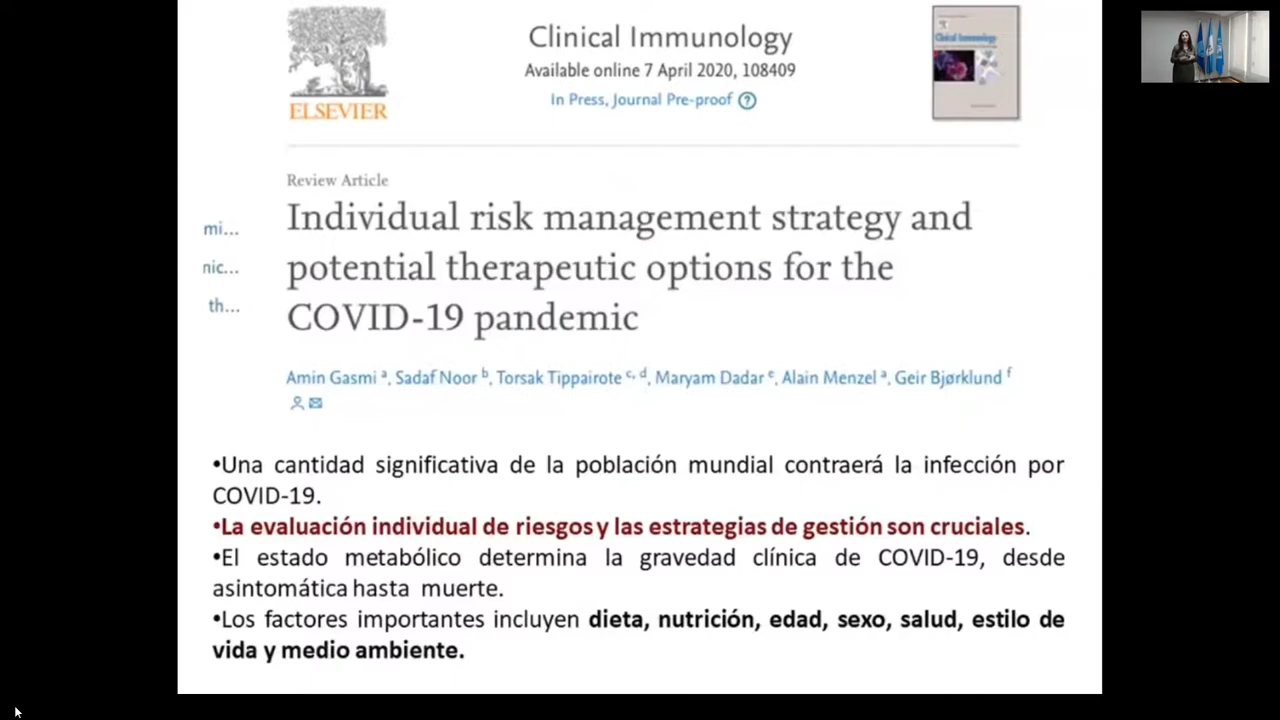 ELSEVIER
Clinical Immunology
Available online 7 April 2020, 108409
In Press, Journal Pre-proof ?
Clinical Immunology
Review Article
Individual risk management strategy and
potential therapeutic options for the
COVID-19 pandemic
mi...
nic...
th...
Amin Gasmi a, Sadaf Noor b, Torsak Tippairote c, d, Maryam Dadar e, Alain Menzel a, Geir Bjørklund f
•Una cantidad significativa de la población mundial contraerá la infección por
COVID-19.
•La evaluación individual de riesgos y las estrategias de gestión son cruciales.
•El estado metabólico determina la gravedad clínica de COVID-19, desde
asintomática hasta muerte.
•Los factores importantes incluyen dieta, nutrición, edad, sexo, salud, estilo de
vida y medio ambiente.